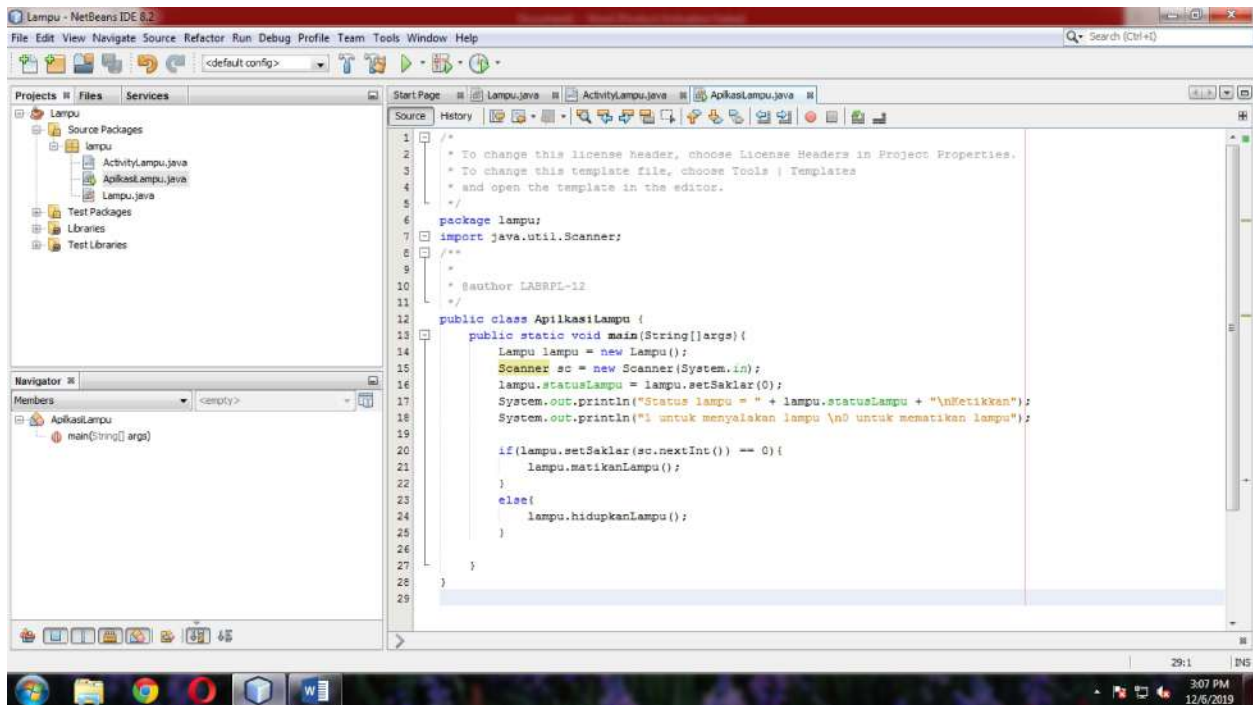 Lampu - NetBeans IDE 8.2
File Edit View Navigate Source Refactor Run Debug Profile Team Tools Window Help
Search (Ctrl+I)
<default config>
Projects Files Services
Lampu
Source Packages
lampu
ActivityLampu.java
ApilkasiLampu.java
Lampu.java
Test Packages
Libraries
Test Libraries
Navigator
Members <empty>
ApilkasiLampu
main(String[] args)
Start Page Lampu.java ActivityLampu.java ApilkasiLampu.java
Source History
1 /*
2 * To change this license header, choose License Headers in Project Properties.
3 * To change this template file, choose Tools | Templates
4 * and open the template in the editor.
5 */
6 package lampu;
7 import java.util.Scanner;
8 /**
9 *
10 * @author LABRPL-12
11 */
12 public class ApilkasiLampu {
13 public static void main(String[]args){
14 Lampu lampu = new Lampu();
15 Scanner sc = new Scanner(System.in);
16 lampu.statusLampu = lampu.setSaklar(0);
17 System.out.println("Status lampu = " + lampu.statusLampu + "\nKetikkan");
18 System.out.println("1 untuk menyalakan lampu \n0 untuk mematikan lampu");
19
20 if(lampu.setSaklar(sc.nextInt()) == 0){
21 lampu.matikanLampu();
22 }
23 else{
24 lampu.hidupkanLampu();
25 }
26
27 }
28 }
29
29:1 INS
3:07 PM
12/6/2019